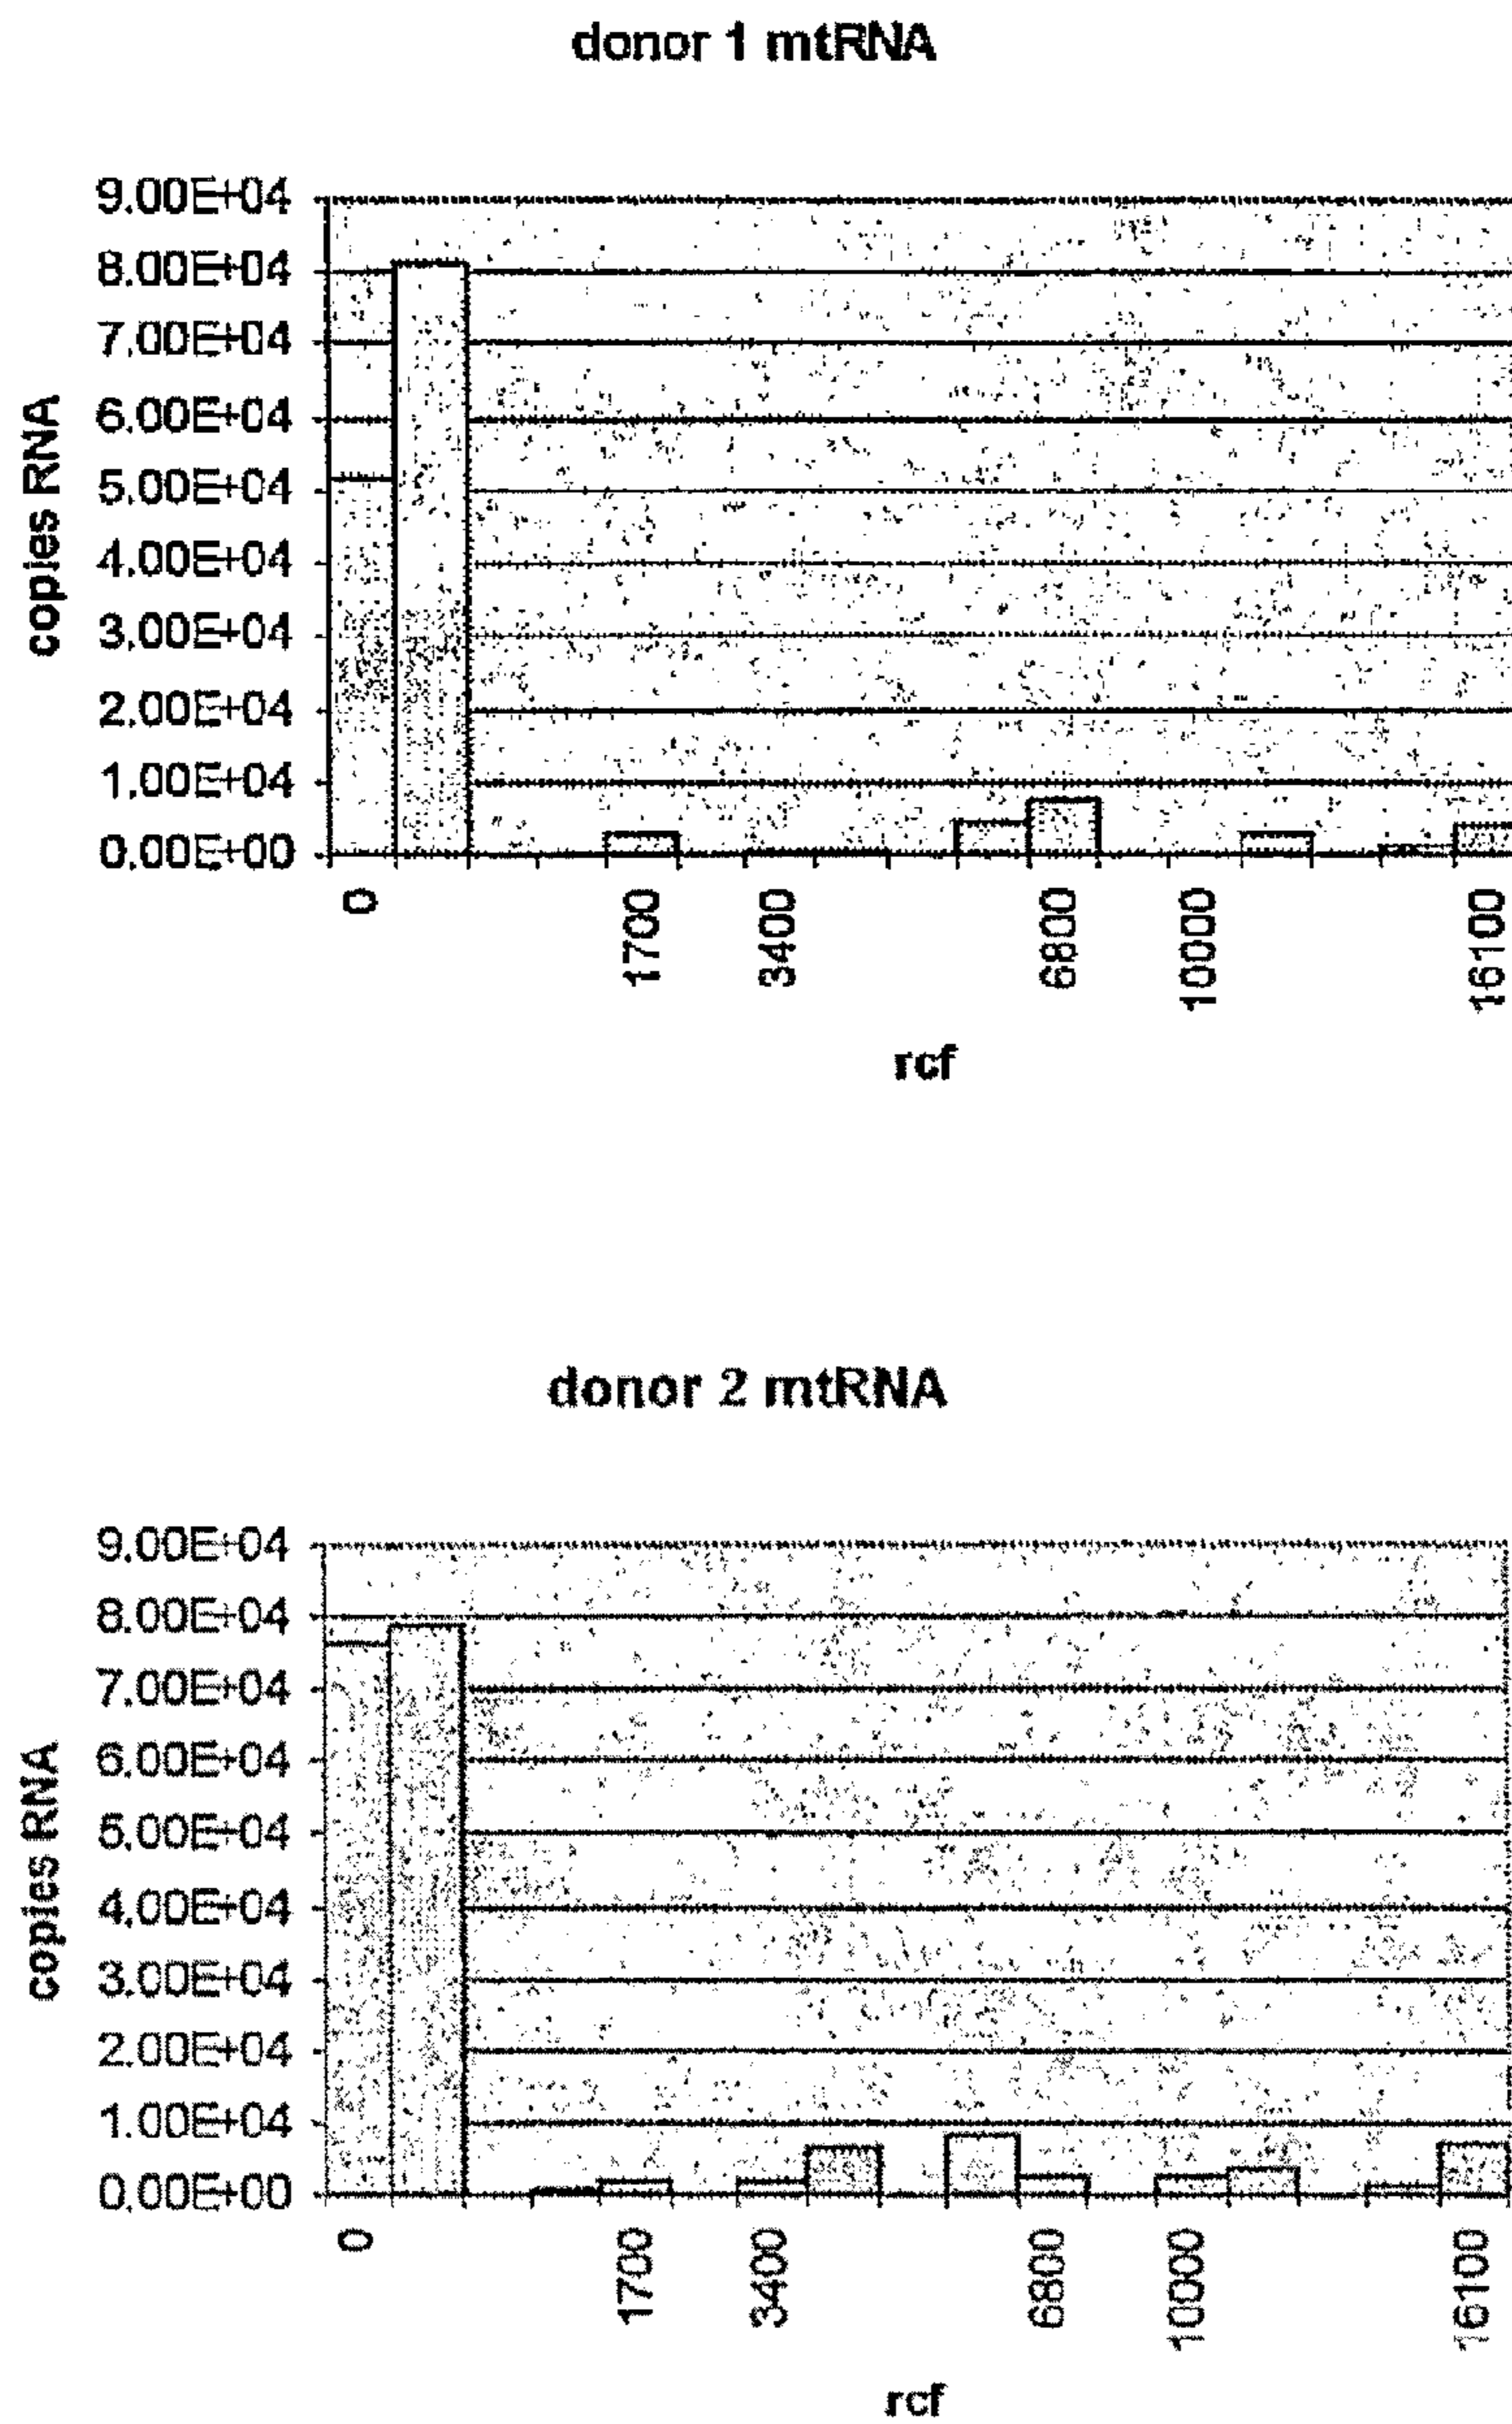 donor 1 mtRNA
9.00E+04
8.00E+04
7.00E+04
6.00E+04
5.00E+04
4.00E+04
3.00E+04
2.00E+04
1.00E+04
0.00E+00
copies RNA
0
1700
3400
6800
10000
16100
rcf
donor 2 mtRNA
9.00E+04
8.00E+04
7.00E+04
6.00E+04
5.00E+04
4.00E+04
3.00E+04
2.00E+04
1.00E+04
0.00E+00
copies RNA
0
1700
3400
6800
10000
16100
rcf